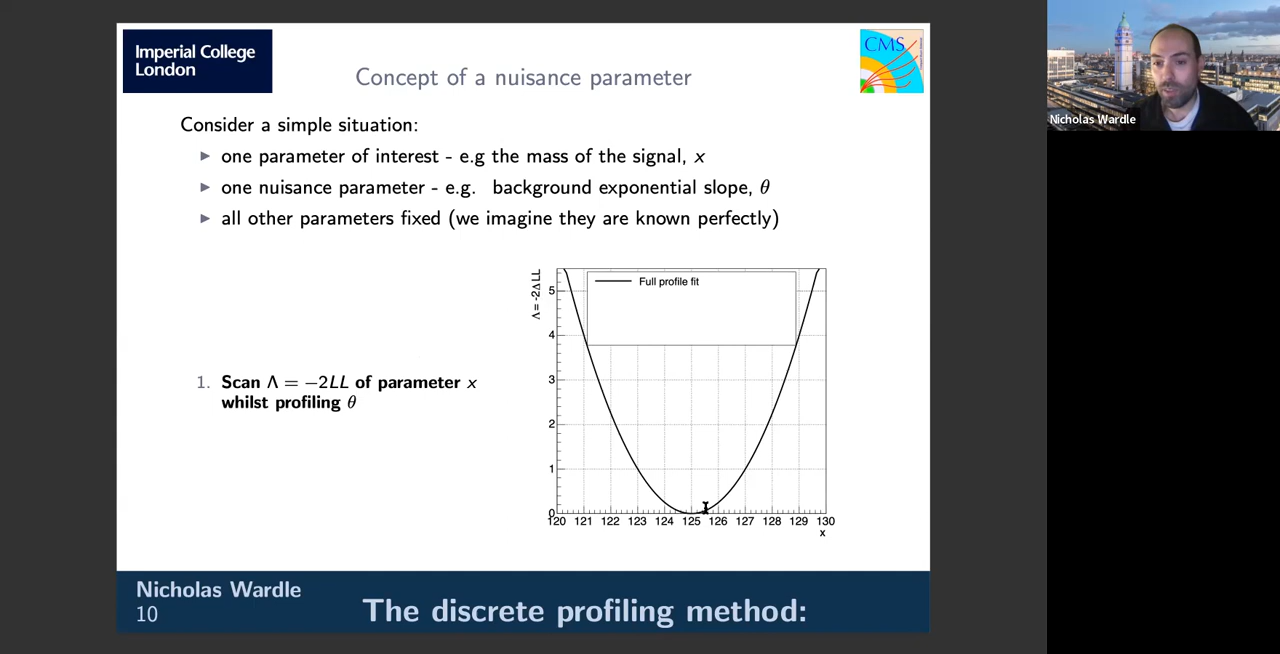 Imperial College
London
Concept of a nuisance parameter
CMS
Nicholas Wardle
Consider a simple situation:
▶ one parameter of interest - e.g the mass of the signal, x
▶ one nuisance parameter - e.g. background exponential slope, θ
▶ all other parameters fixed (we imagine they are known perfectly)
1. Scan Λ = −2LL of parameter x
whilst profiling θ
Λ = -2Δ LL
Full profile fit
5
4
3
2
1
0
120 121 122 123 124 125 126 127 128 129 130
x
Nicholas Wardle
10
The discrete profiling method: